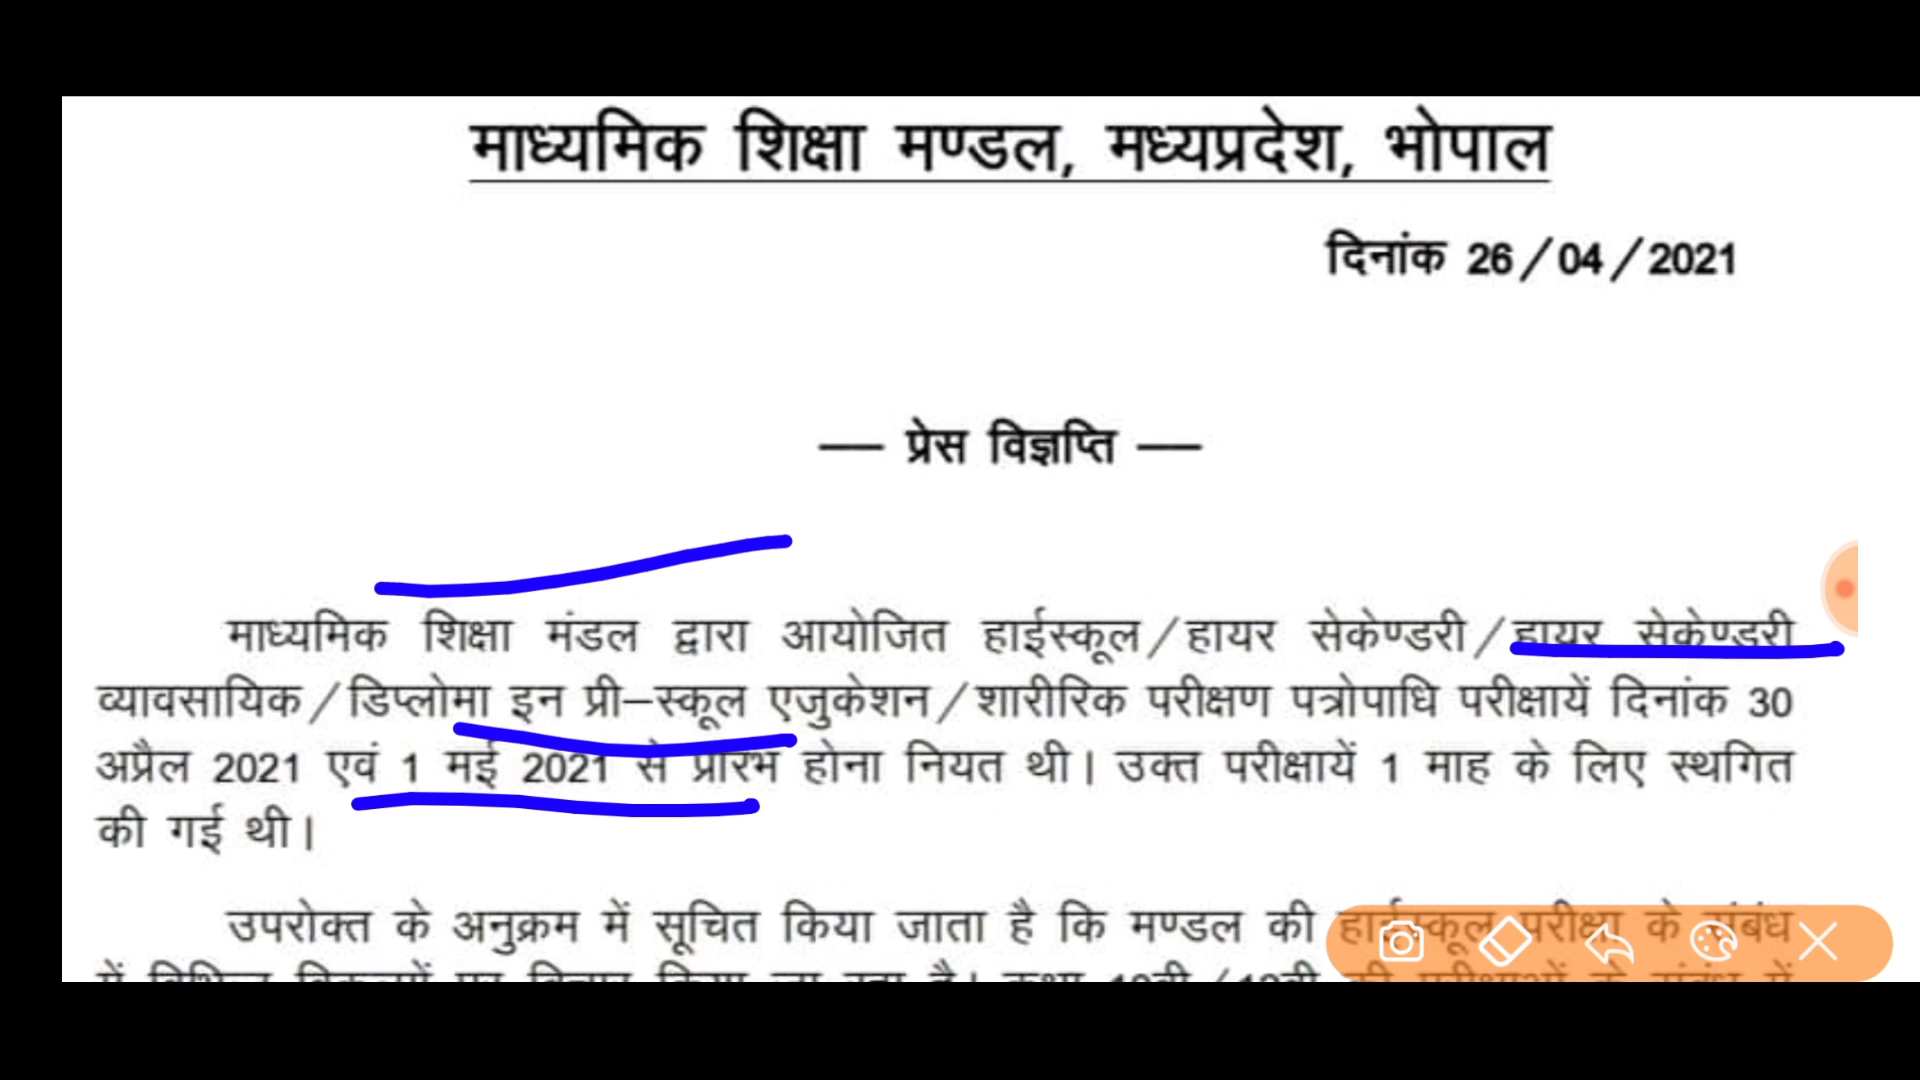 माध्यमिक शिक्षा मण्डल, मध्यप्रदेश, भोपाल
दिनांक 26/04/2021
— प्रेस विज्ञप्ति —
माध्यमिक शिक्षा मंडल द्वारा आयोजित हाईस्कूल/हायर सेकेण्डरी/हायर सेकेण्डरी
व्यावसायिक/डिप्लोमा इन प्री–स्कूल एजुकेशन/शारीरिक परीक्षण पत्रोपाधि परीक्षायें दिनांक 30
अप्रैल 2021 एवं 1 मई 2021 से प्रारंभ होना नियत थी। उक्त परीक्षायें 1 माह के लिए स्थगित
की गई थी।
उपरोक्त के अनुक्रम में सूचित किया जाता है कि मण्डल की हाईस्कूल परीक्षा के संबंध